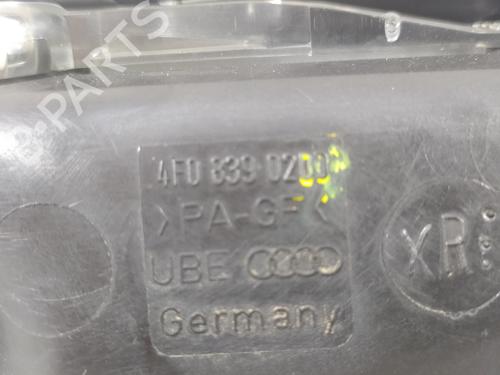 B-PARTS
4F0 839 020
>PA-GF<
UBE
Germany
XR